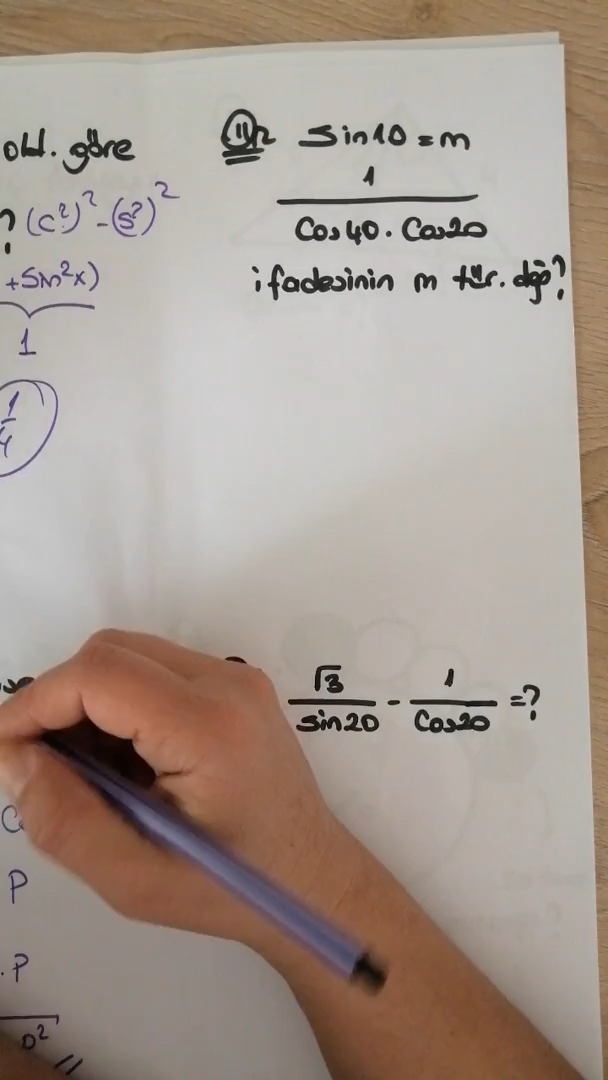 old. göre
? (c²)² - (s²)²
+Sin²x)
1
1/4
11) Sin10 = m
1
Cos40 . Cos20
ifadesinin m tür. değ?
√3/sin20 - 1/Cos20 = ?
P
. P